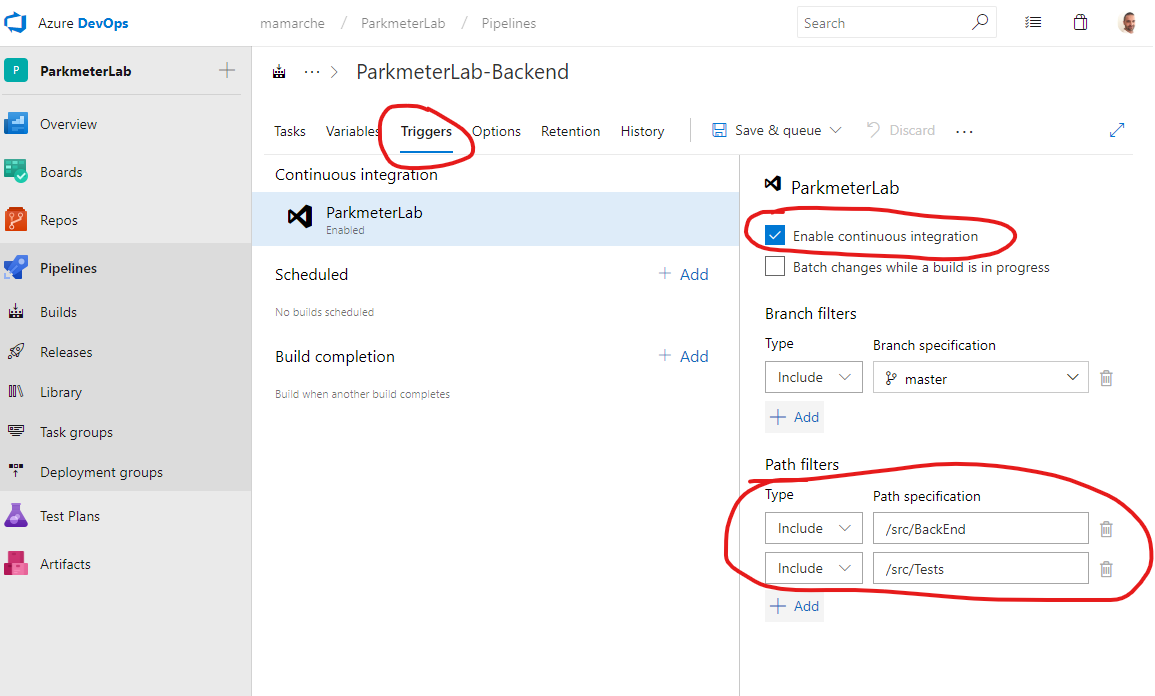 Azure DevOps
mamarche / ParkmeterLab / Pipelines
Search
P ParkmeterLab
Overview
Boards
Repos
Pipelines
Builds
Releases
Library
Task groups
Deployment groups
Test Plans
Artifacts
... > ParkmeterLab-Backend
Tasks Variables Triggers Options Retention History Save & queue Discard ...
Continuous integration
ParkmeterLab
Enabled
Scheduled + Add
No builds scheduled
Build completion + Add
Build when another build completes
ParkmeterLab
Enable continuous integration
Batch changes while a build is in progress
Branch filters
Type Branch specification
Include master
+ Add
Path filters
Type Path specification
Include /src/BackEnd
Include /src/Tests
+ Add